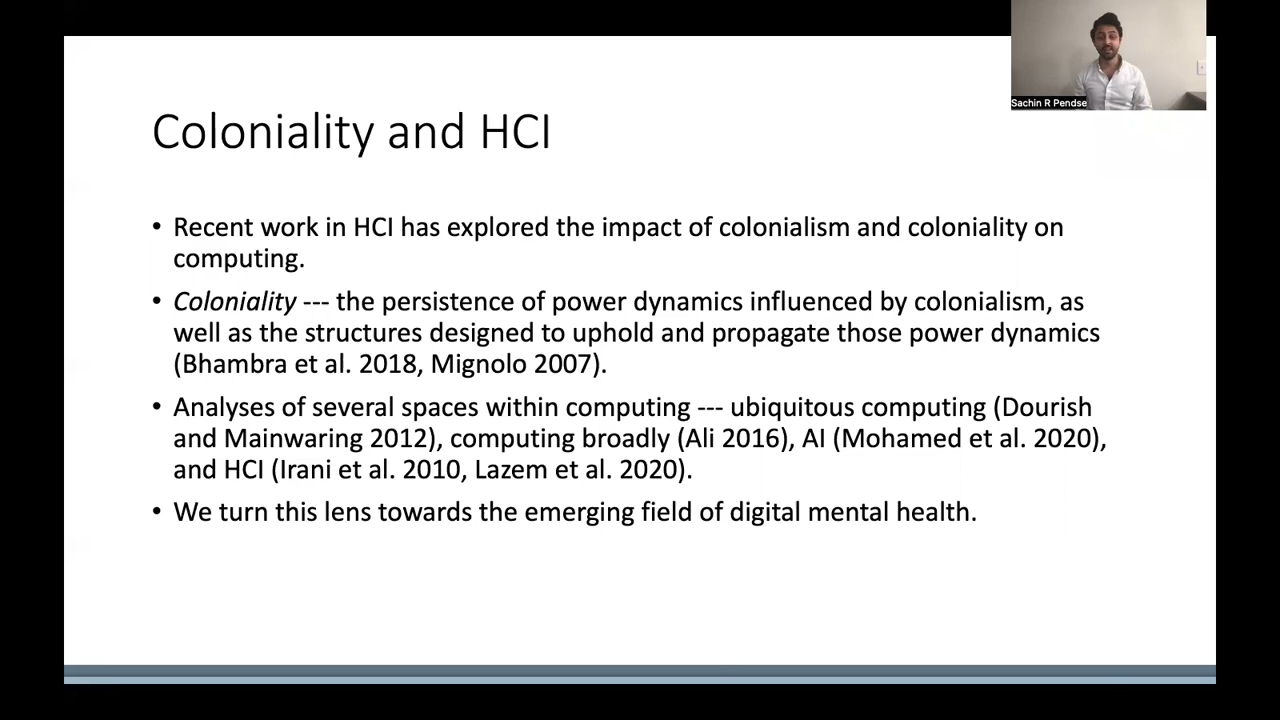 Sachin R Pendse
Coloniality and HCI
• Recent work in HCI has explored the impact of colonialism and coloniality on
computing.
• Coloniality --- the persistence of power dynamics influenced by colonialism, as
well as the structures designed to uphold and propagate those power dynamics
(Bhambra et al. 2018, Mignolo 2007).
• Analyses of several spaces within computing --- ubiquitous computing (Dourish
and Mainwaring 2012), computing broadly (Ali 2016), AI (Mohamed et al. 2020),
and HCI (Irani et al. 2010, Lazem et al. 2020).
• We turn this lens towards the emerging field of digital mental health.